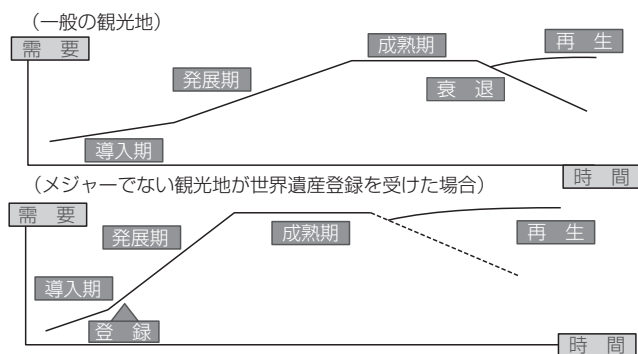 （一般の観光地）
需 要
成熟期
再 生
発展期
衰 退
導入期
時 間
（メジャーでない観光地が世界遺産登録を受けた場合）
需 要
発展期
成熟期
再 生
導入期
登 録
時 間